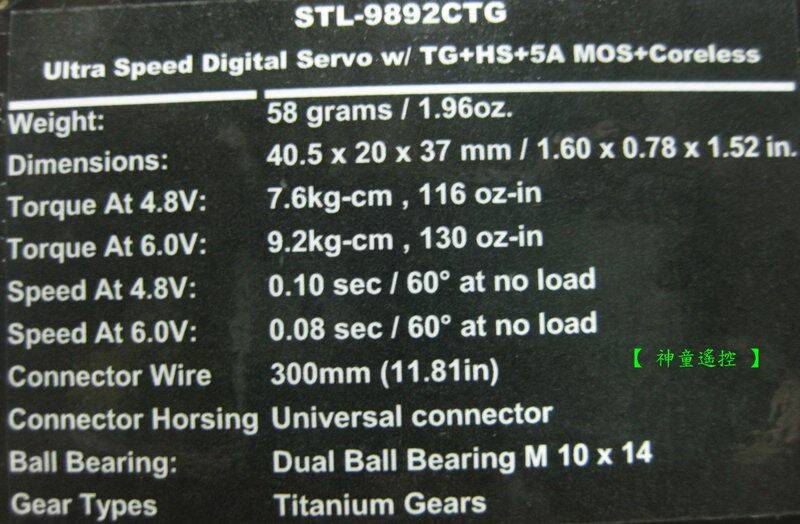 STL-9892CTG
Ultra Speed Digital Servo w/ TG+HS+5A MOS+Coreless
Weight: 58 grams / 1.96oz.
Dimensions: 40.5 x 20 x 37 mm / 1.60 x 0.78 x 1.52 in.
Torque At 4.8V: 7.6kg-cm , 116 oz-in
Torque At 6.0V: 9.2kg-cm , 130 oz-in
Speed At 4.8V: 0.10 sec / 60° at no load
Speed At 6.0V: 0.08 sec / 60° at no load
【 神童遙控 】
Connector Wire 300mm (11.81in)
Connector Horsing Universal connector
Ball Bearing: Dual Ball Bearing M 10 x 14
Gear Types Titanium Gears